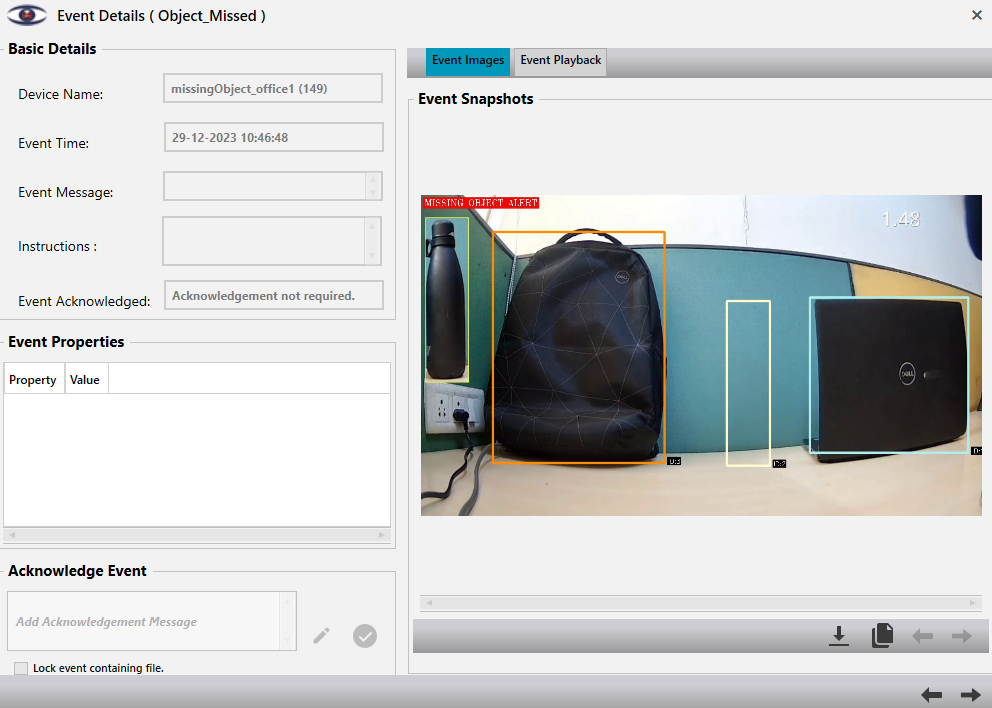 Event Details ( Object_Missed )
Basic Details
Device Name:
missingObject_office1 (149)
Event Time:
29-12-2023 10:46:48
Event Message:
Instructions :
Event Acknowledged:
Acknowledgement not required.
Event Properties
Property Value
Acknowledge Event
Add Acknowledgement Message
Lock event containing file.
Event Images
Event Playback
Event Snapshots
MISSING OBJECT ALERT
1.48
DELL
DELL